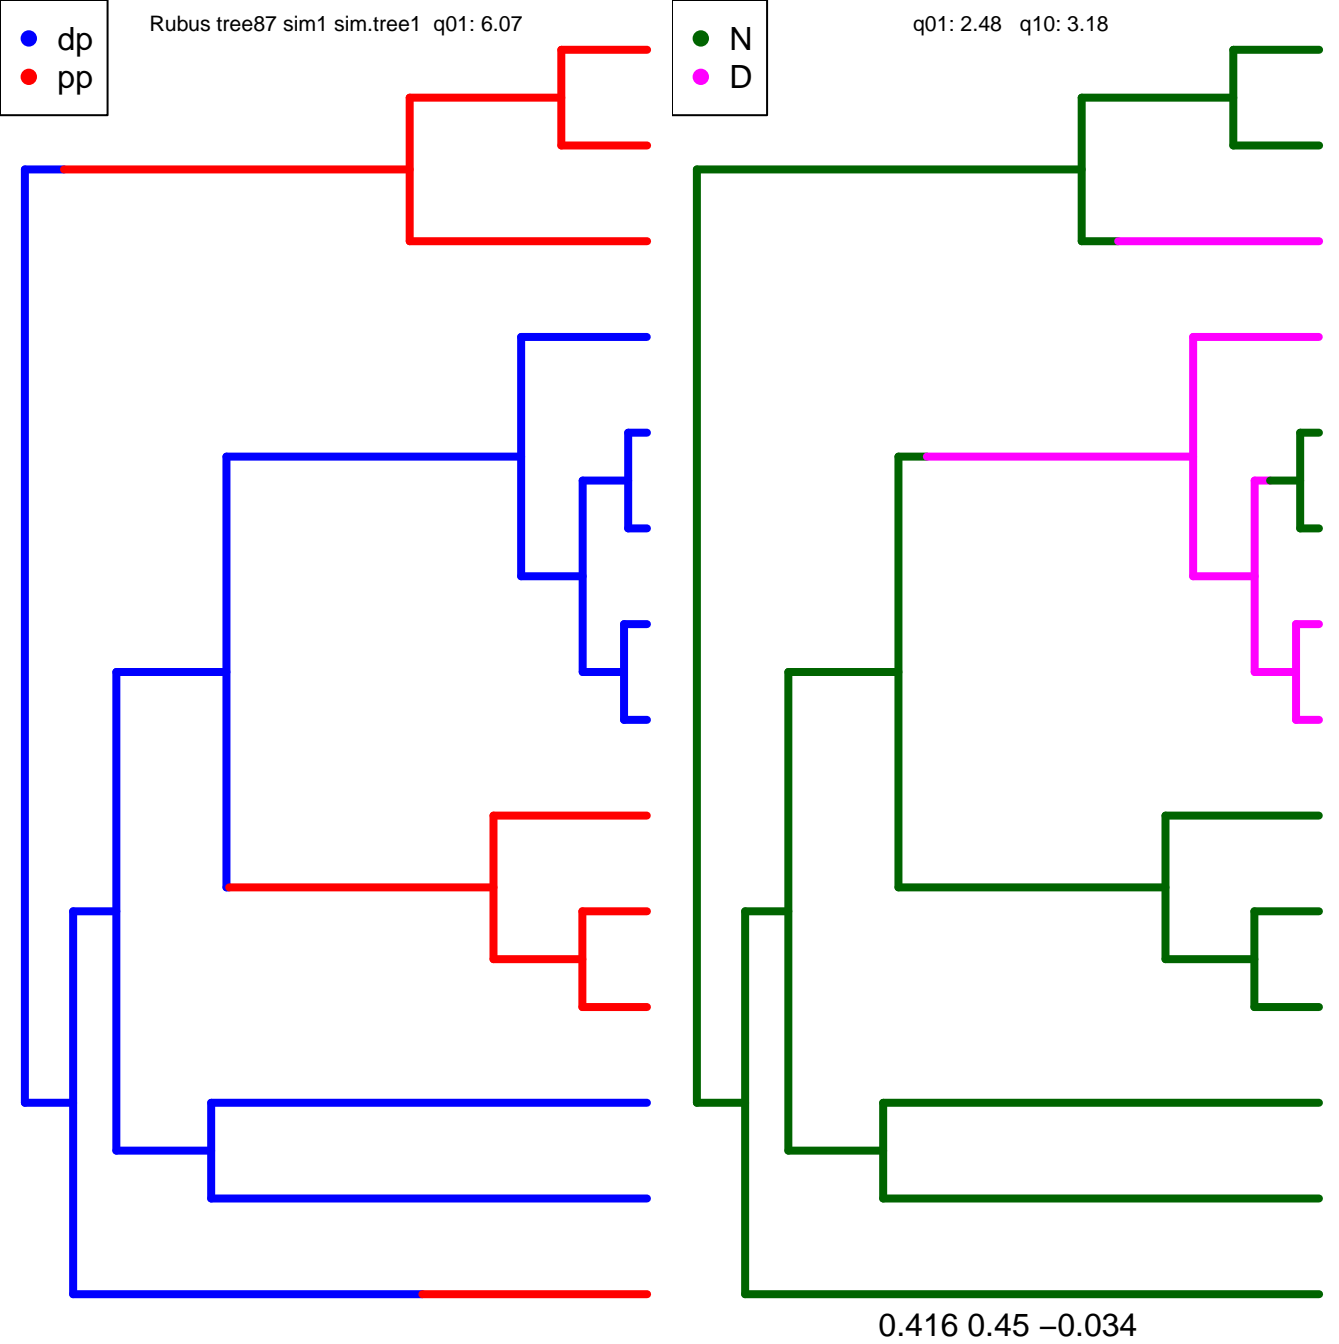 dp
pp
Rubus tree87 sim1 sim.tree1 q01: 6.07
N
D
q01: 2.48 q10: 3.18
0.416 0.45 −0.034